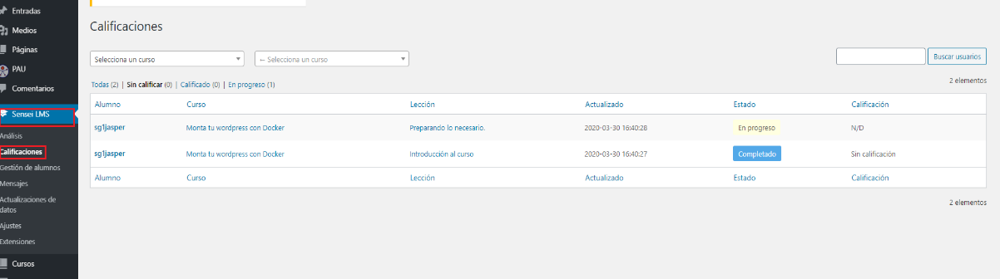 Entradas
Medios
Páginas
PAU
Comentarios
Sensei LMS
Análisis
Calificaciones
Gestión de alumnos
Mensajes
Actualizaciones de
datos
Ajustes
Extensiones
Cursos
Calificaciones
Selecciona un curso
← Selecciona un curso
Buscar usuarios
Todas (2) | Sin calificar (0) | Calificado (0) | En progreso (1)
2 elementos
Alumno Curso Lección Actualizado Estado Calificación
sg1jasper Monta tu wordpress con Docker Preparando lo necesario. 2020-03-30 16:40:28 En progreso N/D
sg1jasper Monta tu wordpress con Docker Introducción al curso 2020-03-30 16:40:27 Completado Sin calificación
Alumno Curso Lección Actualizado Estado Calificación
2 elementos